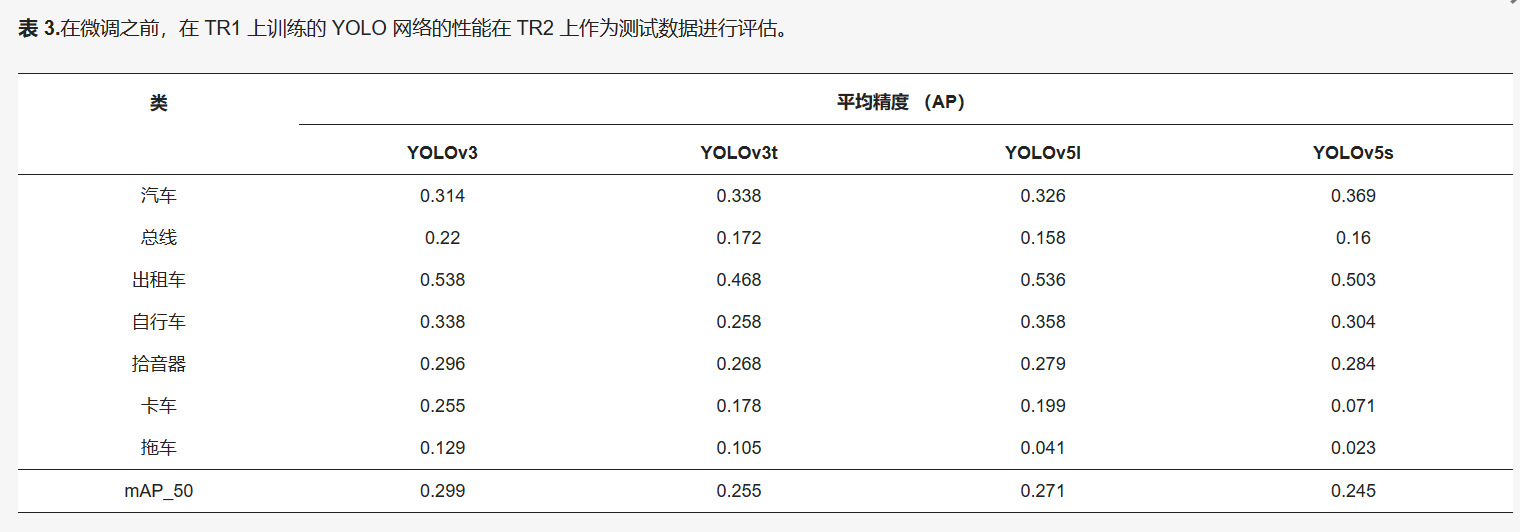 表 3.在微调之前，在 TR1 上训练的 YOLO 网络的性能在 TR2 上作为测试数据进行评估。
类 平均精度 （AP）
YOLOv3 YOLOv3t YOLOv5l YOLOv5s
汽车 0.314 0.338 0.326 0.369
总线 0.22 0.172 0.158 0.16
出租车 0.538 0.468 0.536 0.503
自行车 0.338 0.258 0.358 0.304
拾音器 0.296 0.268 0.279 0.284
卡车 0.255 0.178 0.199 0.071
拖车 0.129 0.105 0.041 0.023
mAP_50 0.299 0.255 0.271 0.245